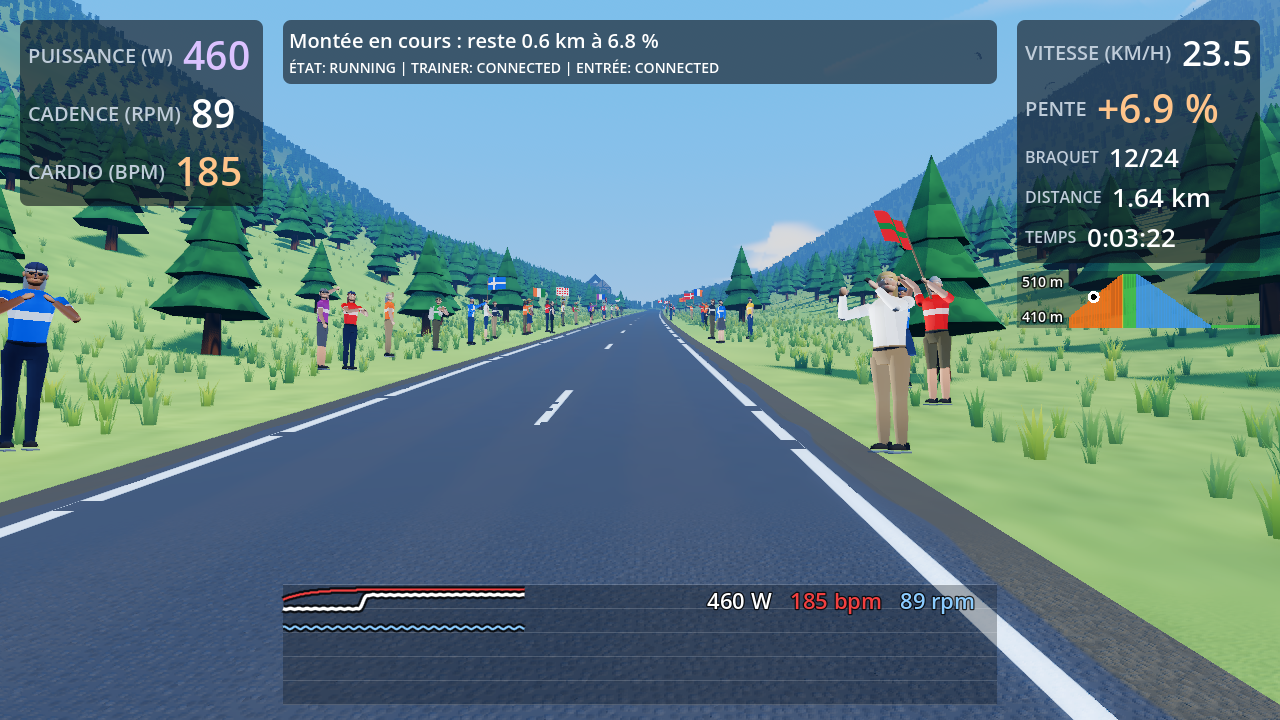 PUISSANCE (W) 460
CADENCE (RPM) 89
CARDIO (BPM) 185
Montée en cours : reste 0.6 km à 6.8 %
ÉTAT: RUNNING | TRAINER: CONNECTED | ENTRÉE: CONNECTED
VITESSE (KM/H) 23.5
PENTE +6.9 %
BRAQUET 12/24
DISTANCE 1.64 km
TEMPS 0:03:22
510 m
410 m
460 W 185 bpm 89 rpm